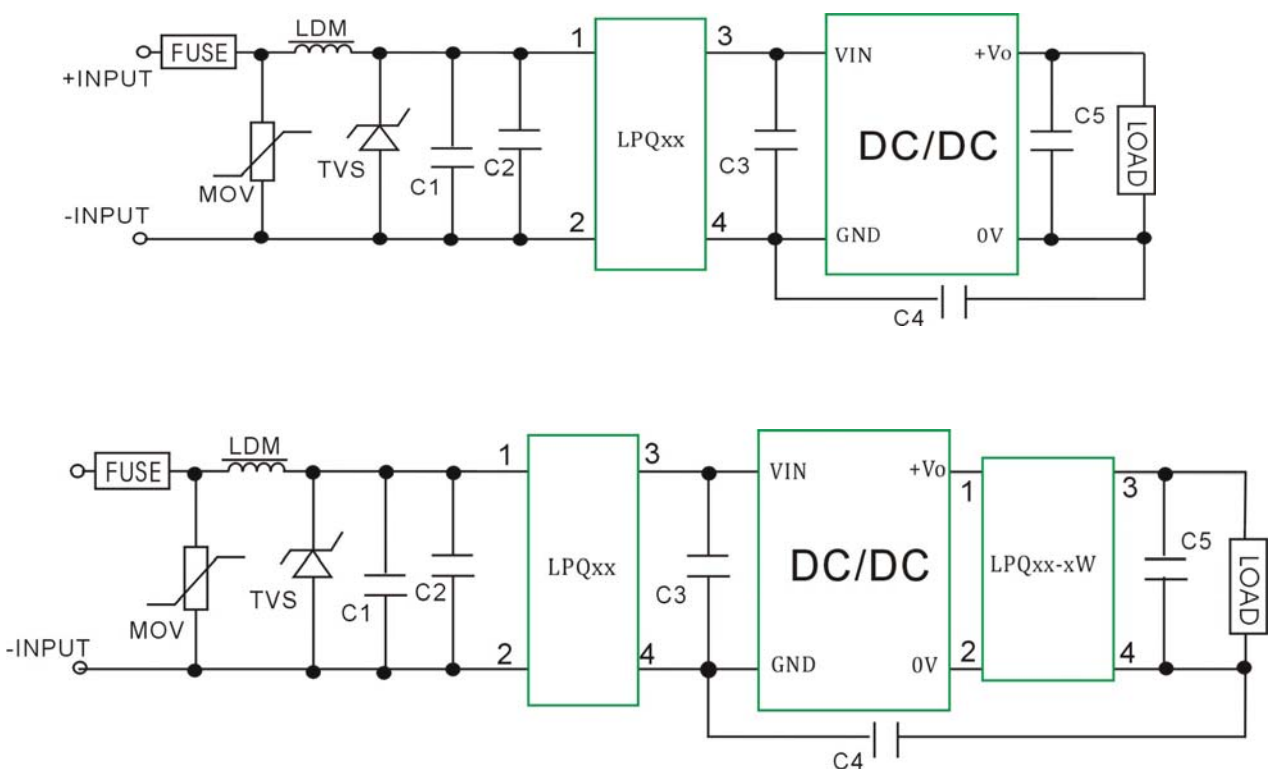 LDM
FUSE
+INPUT
1
3
VIN
+Vo
C5
LOAD
LPQxx
DC/DC
TVS
C1
C2
C3
MOV
-INPUT
2
4
GND
0V
C4
LDM
FUSE
1
3
VIN
+Vo
1
3
C5
LOAD
LPQxx
DC/DC
LPQxx-xW
TVS
C1
C2
C3
MOV
-INPUT
2
4
GND
0V
2
4
C4